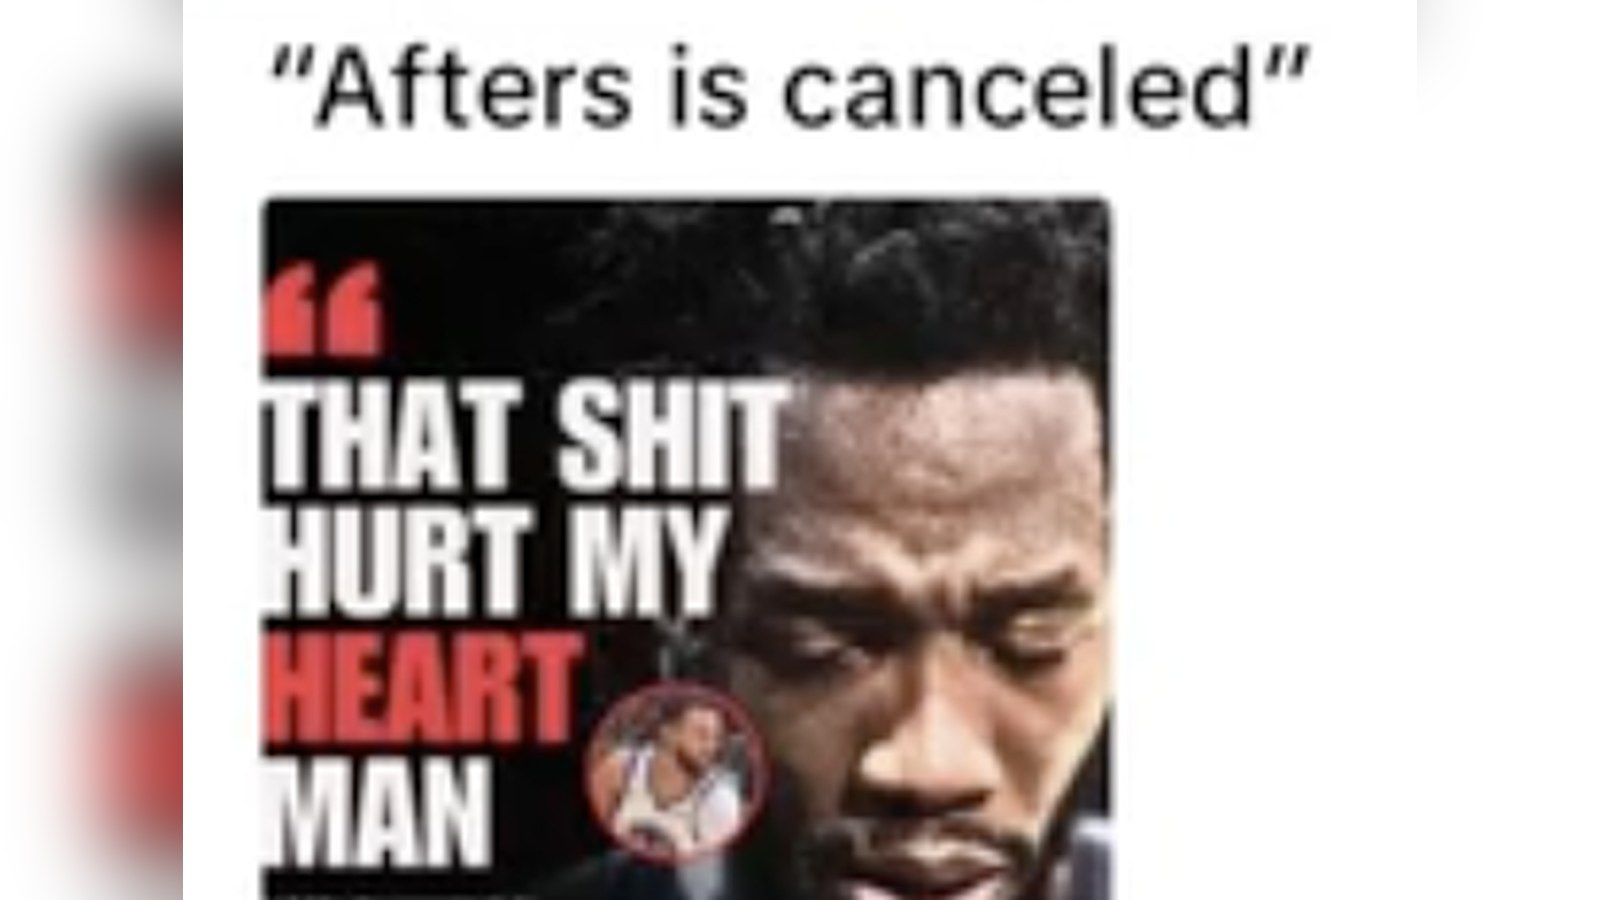 “Afters is canceled”
“
THAT SHIT
HURT MY
HEART
MAN